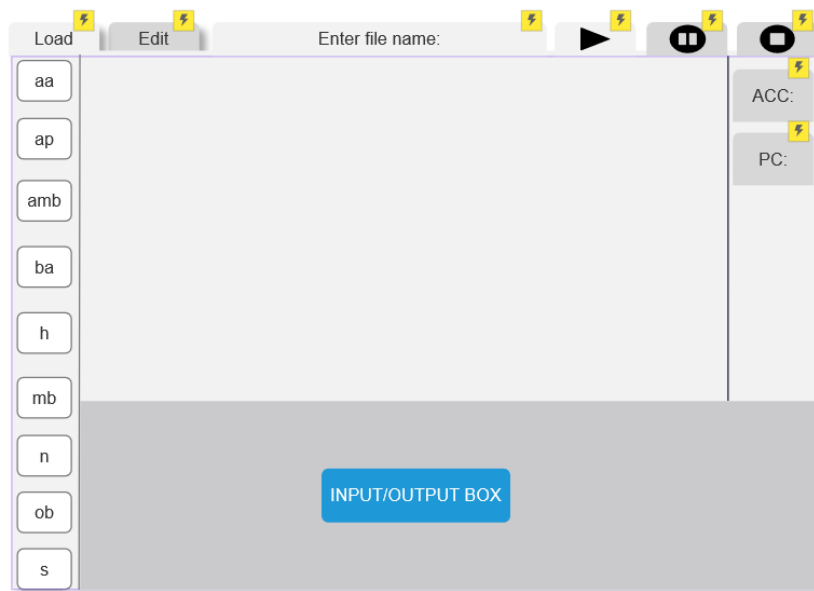 Load
Edit
Enter file name:
ACC:
PC:
aa
ap
amb
ba
h
mb
n
ob
s
INPUT/OUTPUT BOX